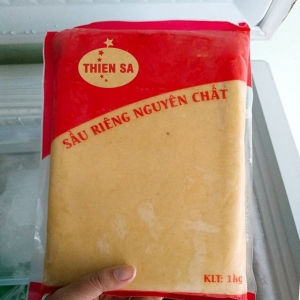 THIEN SA
SẦU RIÊNG NGUYÊN CHẤT
KLT: 1kg